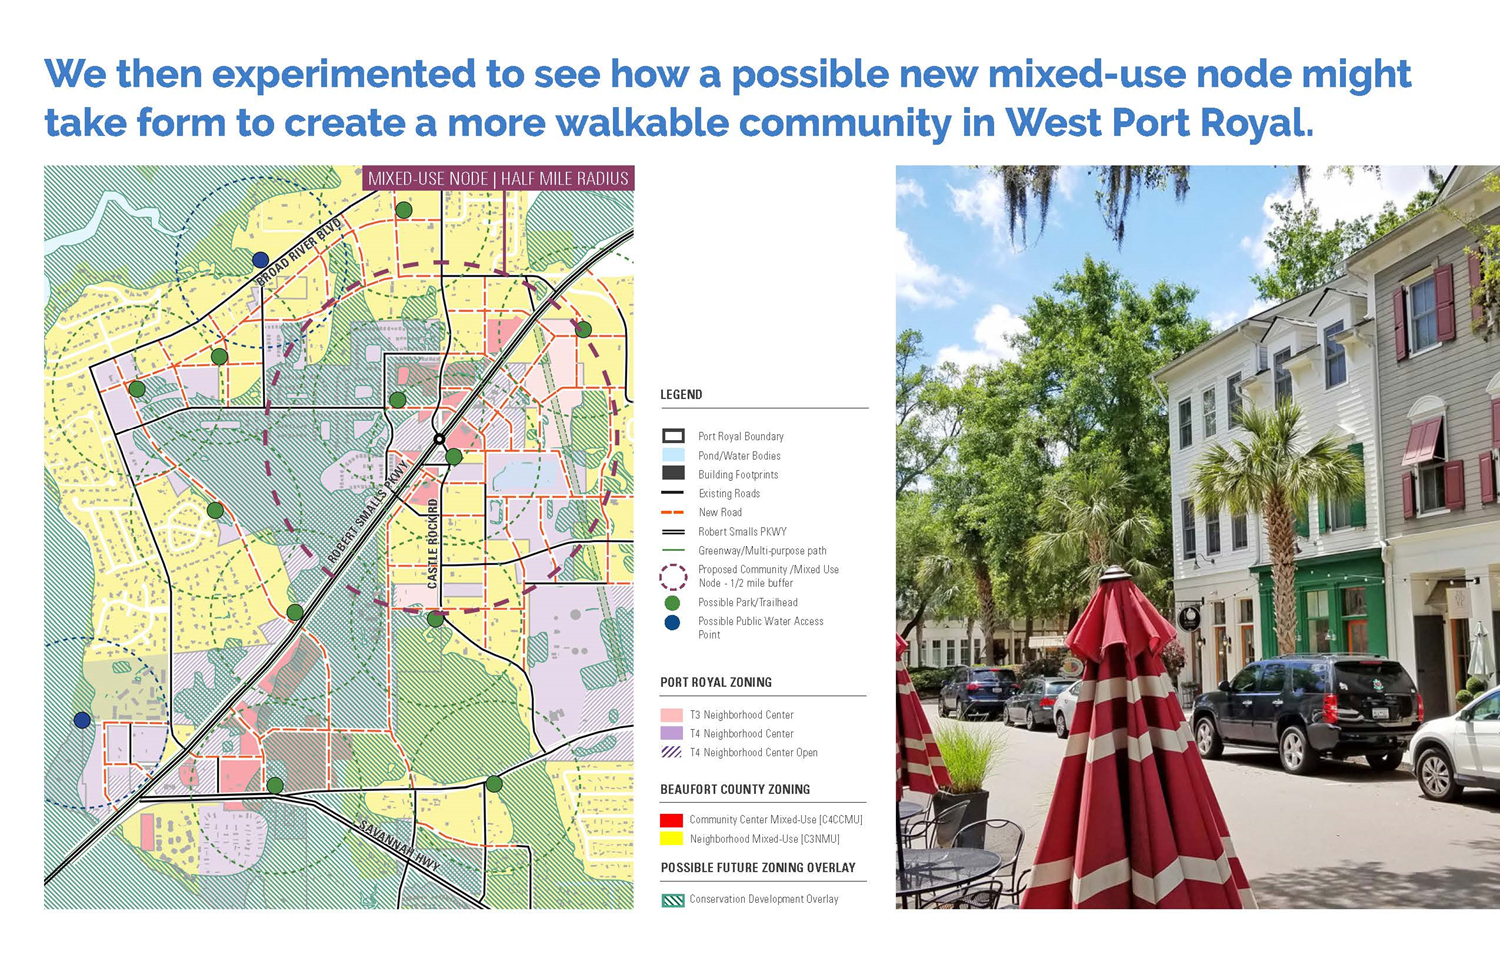 We then experimented to see how a possible new mixed-use node might
take form to create a more walkable community in West Port Royal.
MIXED-USE NODE | HALF MILE RADIUS
BROAD RIVER BLVD
ROBERT SMALLS PKWY
CASTLE ROCK RD
SAVANNAH HWY
LEGEND
Port Royal Boundary
Pond/Water Bodies
Building Footprints
Existing Roads
New Road
Robert Smalls PKWY
Greenway/Multi-purpose path
Proposed Community /Mixed Use
Node - 1/2 mile buffer
Possible Park/Trailhead
Possible Public Water Access
Point
PORT ROYAL ZONING
T3 Neighborhood Center
T4 Neighborhood Center
T4 Neighborhood Center Open
BEAUFORT COUNTY ZONING
Community Center Mixed-Use [C4CCMU]
Neighborhood Mixed-Use [C3NMU]
POSSIBLE FUTURE ZONING OVERLAY
Conservation Development Overlay